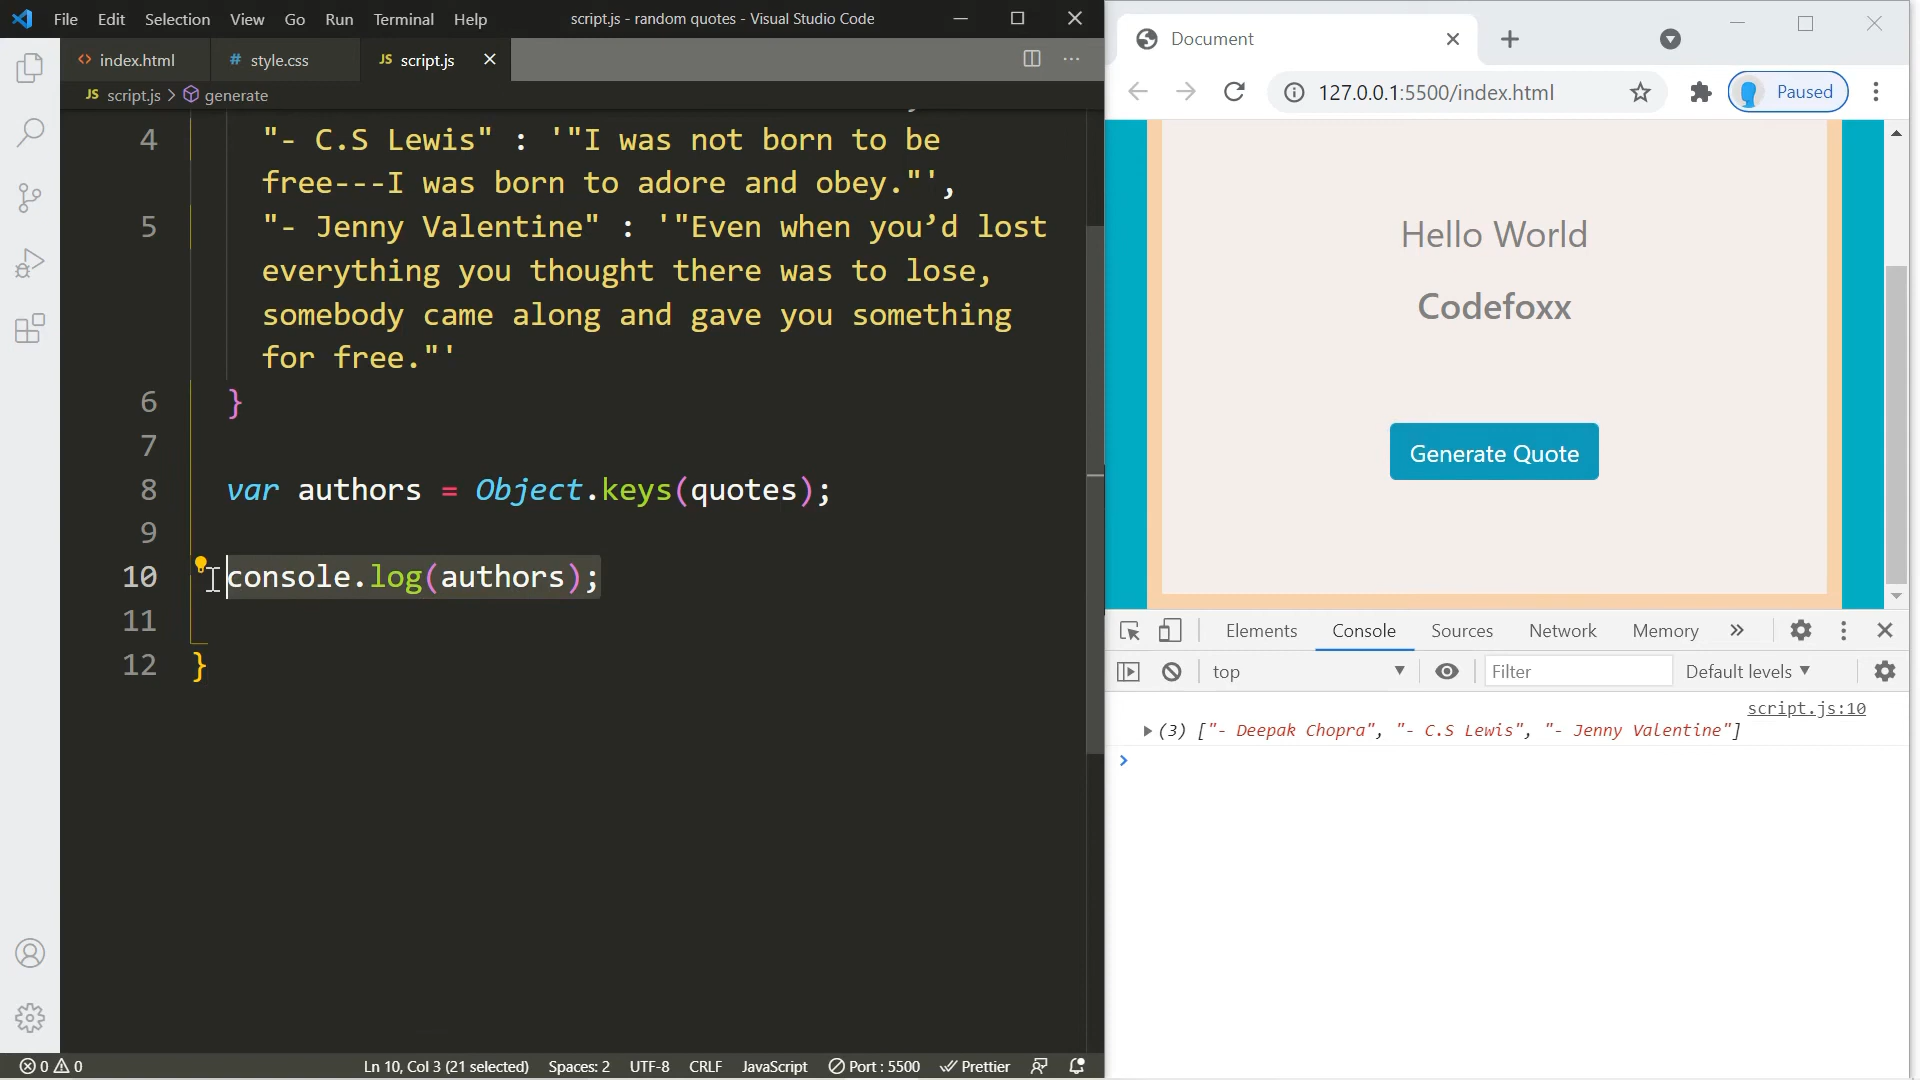 File Edit Selection View Go Run Terminal Help script.js - random quotes - Visual Studio Code
index.html style.css JS script.js
JS script.js > generate
4 "- C.S Lewis" : '"I was not born to be
free---I was born to adore and obey."',
5 "- Jenny Valentine" : '"Even when you’d lost
everything you thought there was to lose,
somebody came along and gave you something
for free."'
6 }
7
8 var authors = Object.keys(quotes);
9
10 console.log(authors);
11
12 }
0 0 Ln 10, Col 3 (21 selected) Spaces: 2 UTF-8 CRLF JavaScript Port : 5500 Prettier
Document
127.0.0.1:5500/index.html Paused
Hello World
Codefoxx
Generate Quote
Elements Console Sources Network Memory »
top Filter Default levels
script.js:10
(3) ["- Deepak Chopra", "- C.S Lewis", "- Jenny Valentine"]